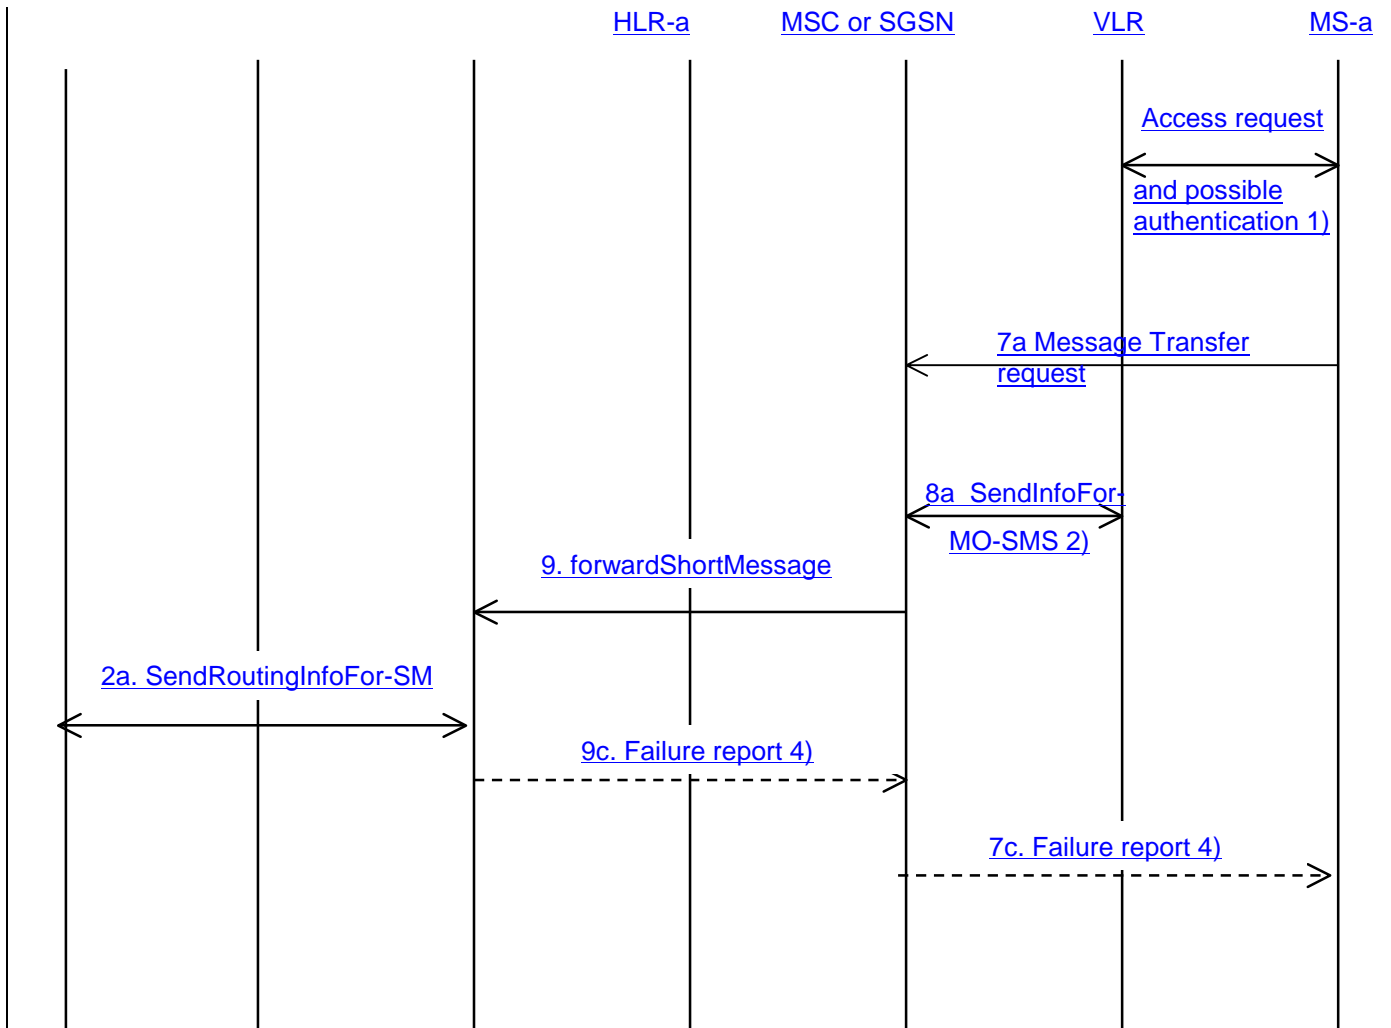 HLR-a MSC or SGSN VLR MS-a
Access request
and possible
authentication 1)
7a Message Transfer
request
8a  SendInfoFor-
MO-SMS 2)
9. forwardShortMessage
2a. SendRoutingInfoFor-SM
9c. Failure report 4)
7c. Failure report 4)